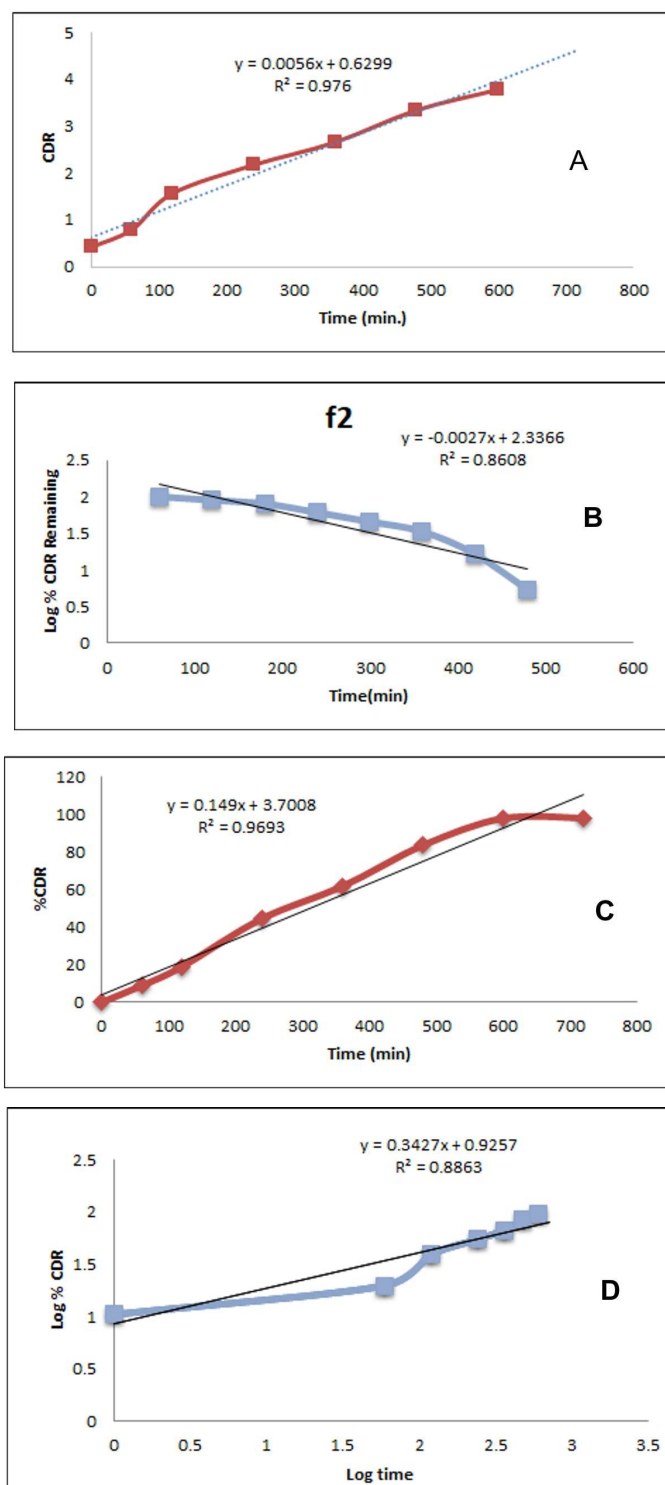 5
y = 0.0056x + 0.6299
R² = 0.976
4
3
CDR
A
2
1
0
0 100 200 300 400 500 600 700 800
Time (min.)
f2
y = -0.0027x + 2.3366
R² = 0.8608
2.5
2
B
1.5
Log % CDR Remaining
1
0.5
0
0 100 200 300 400 500 600
Time(min)
120
y = 0.149x + 3.7008
R² = 0.9693
100
80
60
%CDR
C
40
20
0
0 100 200 300 400 500 600 700 800
Time (min)
y = 0.3427x + 0.9257
R² = 0.8863
2.5
2
1.5
Log % CDR
D
1
0.5
0
0 0.5 1 1.5 2 2.5 3 3.5
Log time